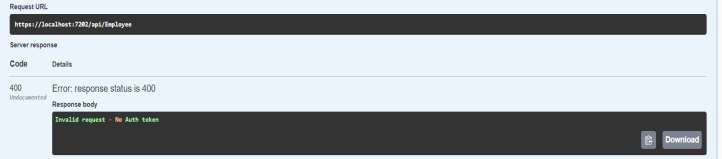 Request URL
https://localhost:7202/api/Employee
Server response
Code Details
400 Error: response status is 400
Undocumented
Response body
Invalid request - No Auth token
Download